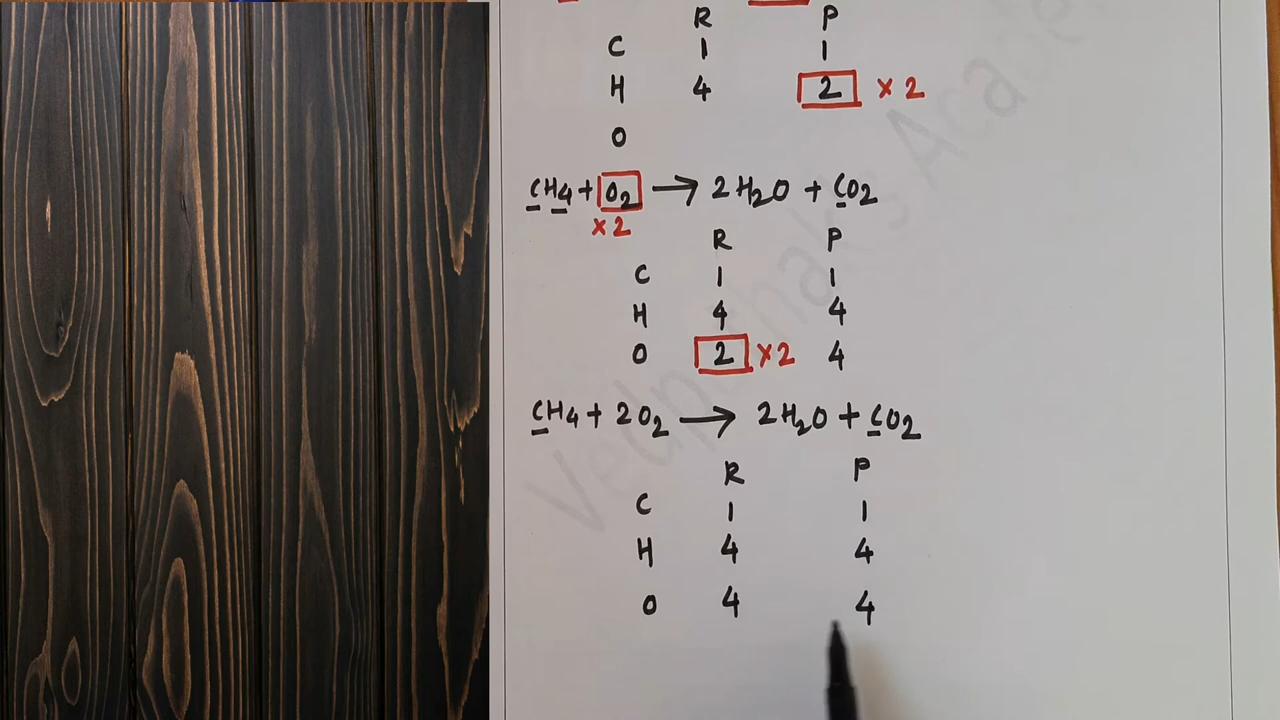 R P
C 1 1
H 4 2 ×2
O
CH4 + O2 → 2H2O + CO2
×2
R P
C 1 1
H 4 4
O 2 ×2 4
CH4 + 2O2 → 2H2O + CO2
R P
C 1 1
H 4 4
O 4 4